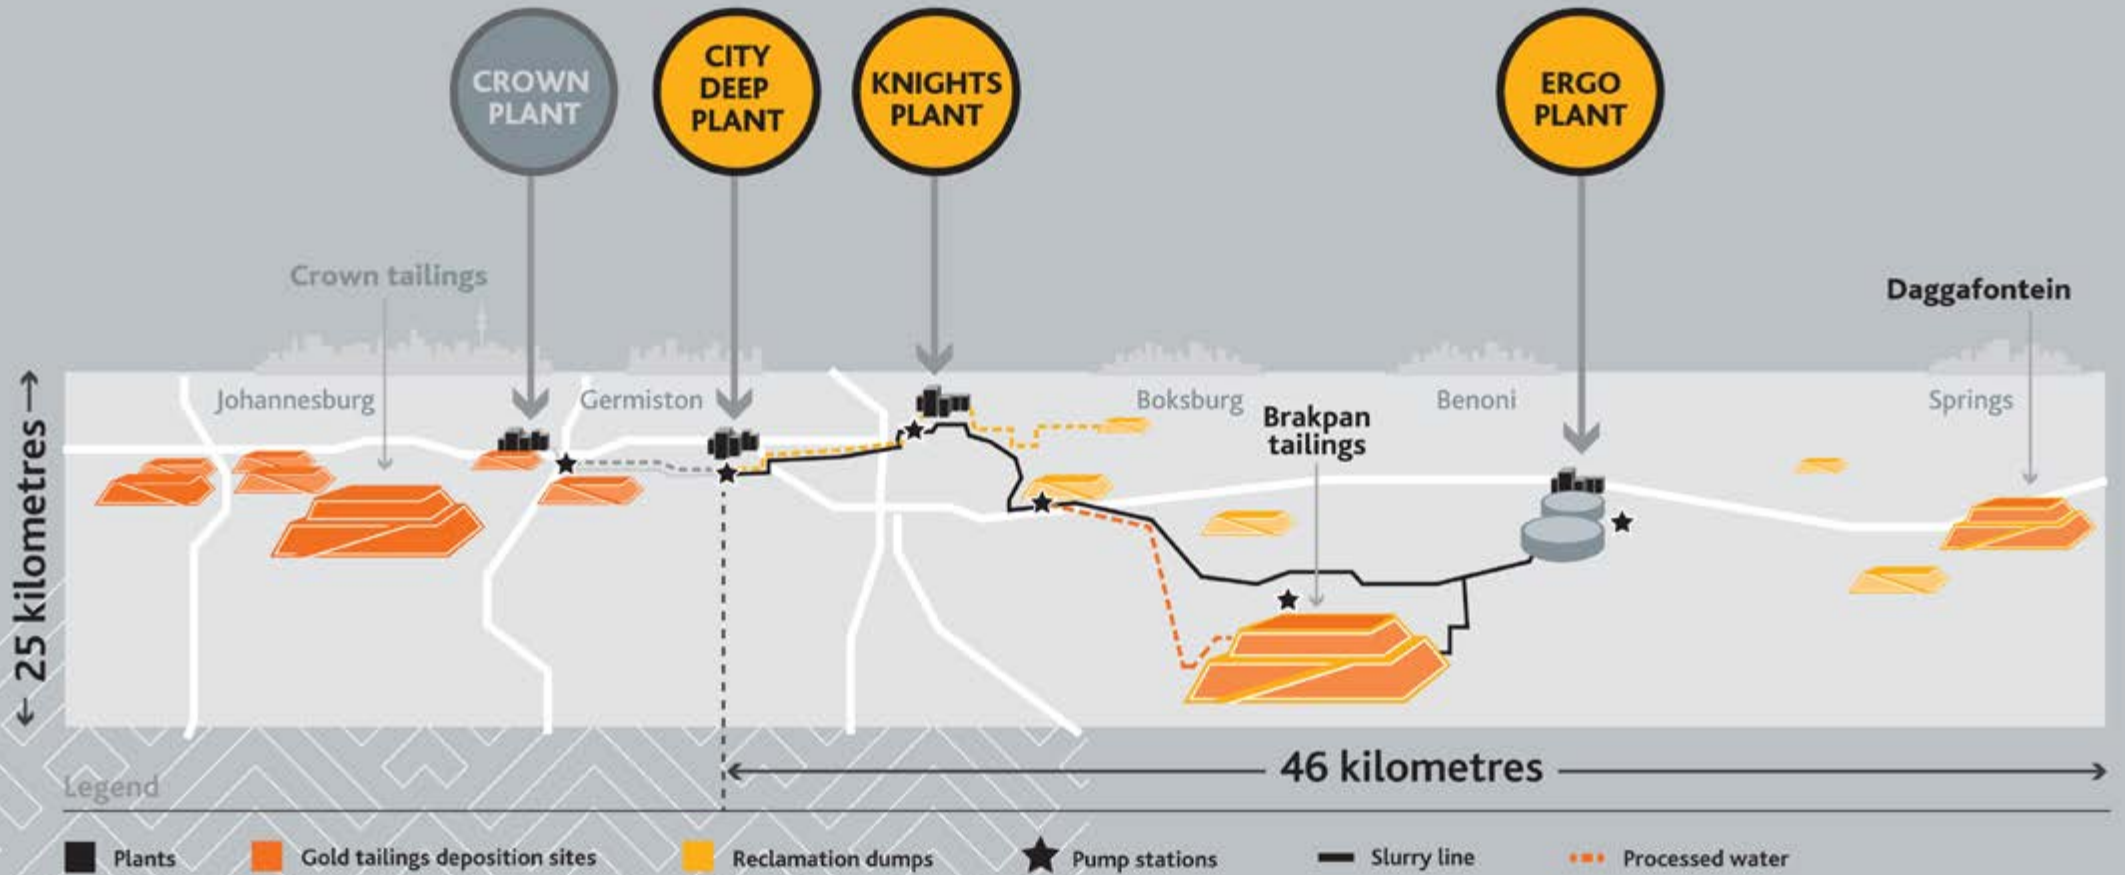 CROWN
PLANT
CITY
DEEP
PLANT
KNIGHTS
PLANT
ERGO
PLANT
Crown tailings
Daggafontein
Johannesburg
Germiston
Boksburg
Benoni
Springs
Brakpan
tailings
25 kilometres
46 kilometres
Legend
Plants
Gold tailings deposition sites
Reclamation dumps
Pump stations
Slurry line
Processed water